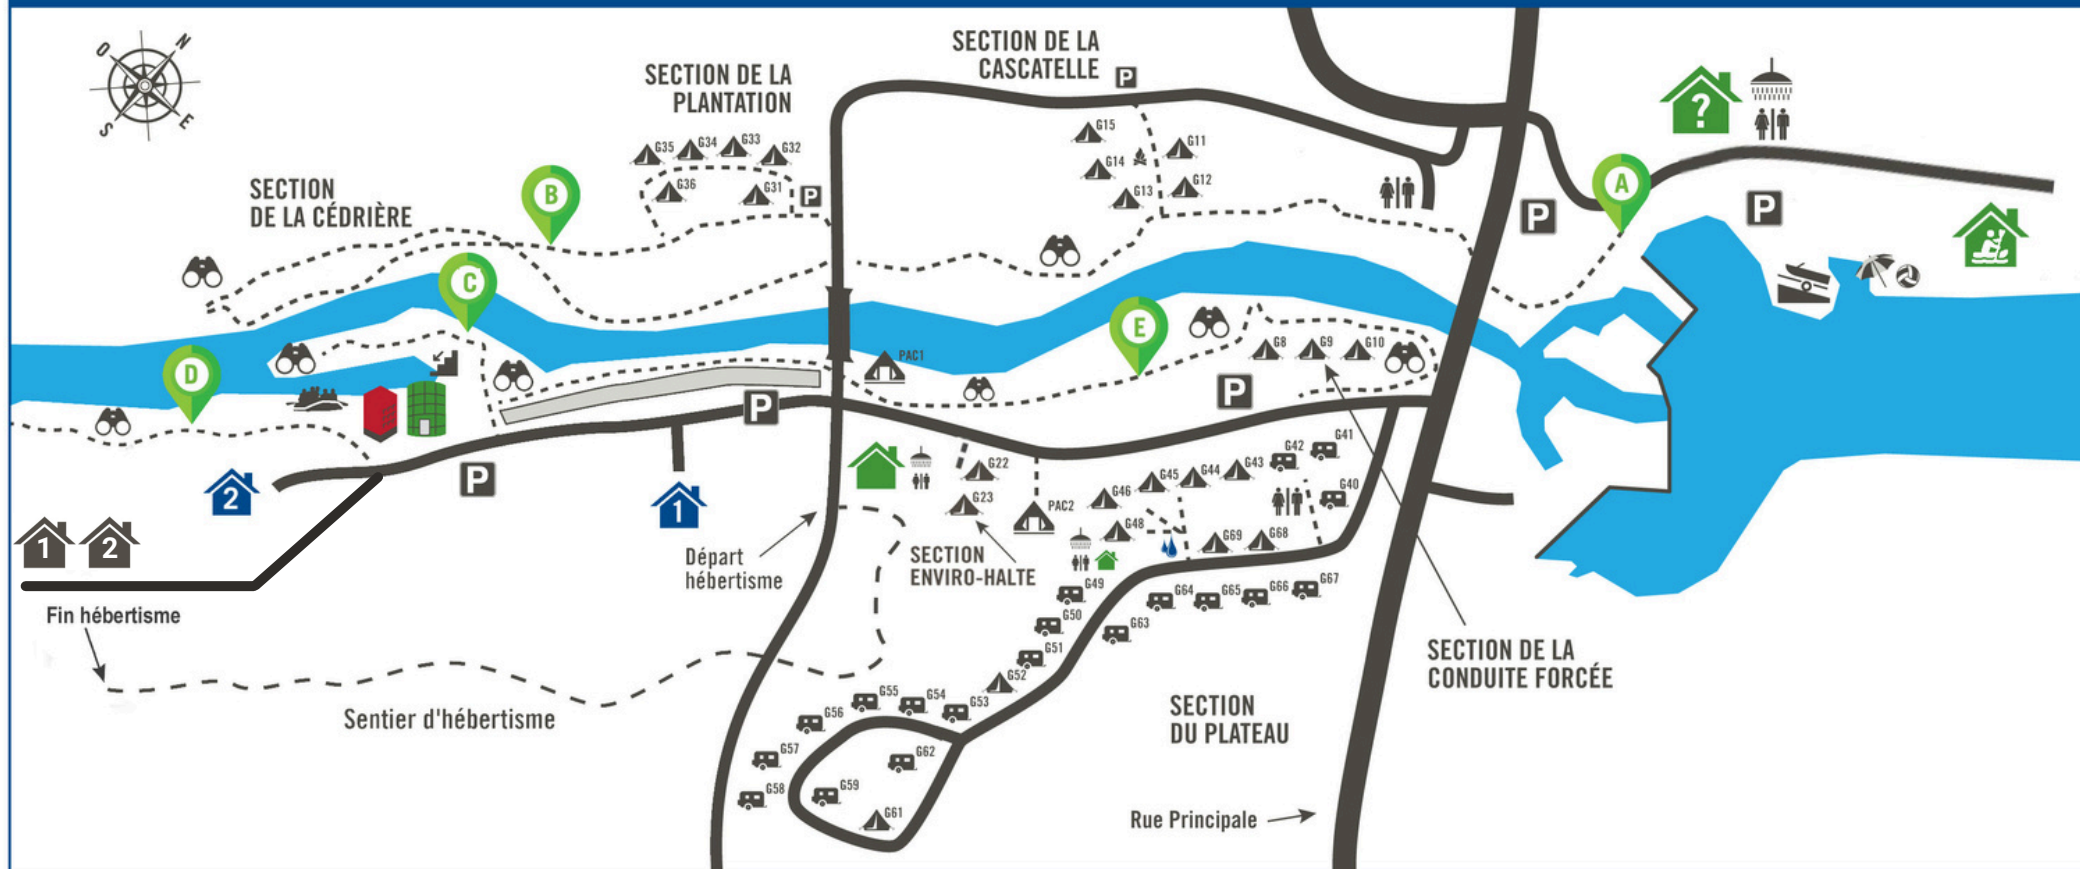 N
O
S
E
SECTION DE LA
PLANTATION
SECTION DE LA
CASCATELLE
P
SECTION
DE LA CÉDRIÈRE
G35
G34
G33
G32
G36
G31
P
G15
G14
G13
G11
G12
?
A
P
P
B
C
D
E
PAC1
G8
G9
G10
P
P
P
2
1
1
2
Fin hébertisme
Sentier d'hébertisme
Départ
hébertisme
G22
G23
SECTION
ENVIRO-HALTE
PAC2
G46
G45
G44
G43
G42
G41
G40
G48
G69
G68
G49
G50
G51
G52
G53
G54
G55
G56
G57
G58
G59
G61
G62
G63
G64
G65
G66
G67
SECTION DE LA
CONDUITE FORCÉE
SECTION
DU PLATEAU
Rue Principale